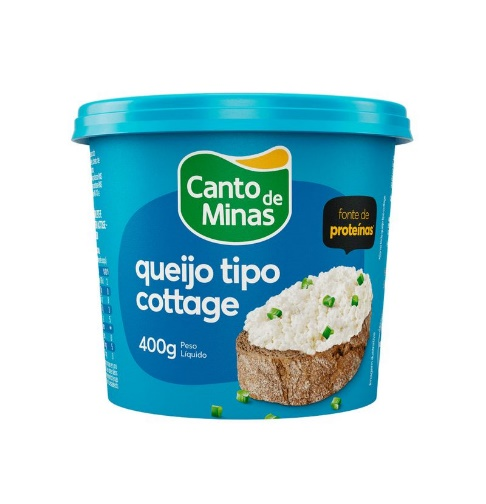 Canto de
Minas
fonte de
proteínas
queijo tipo
cottage
400g Peso
Líquido